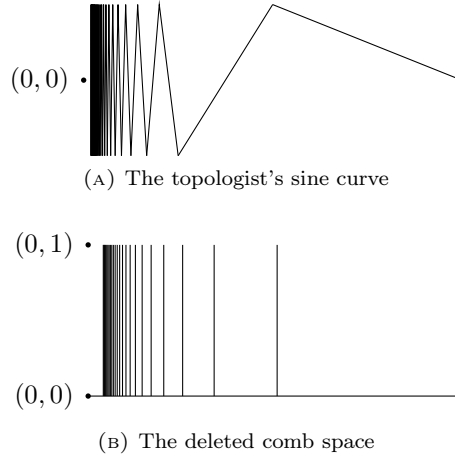 (0, 0)
(A) The topologist's sine curve
(0, 1)
(0, 0)
(B) The deleted comb space